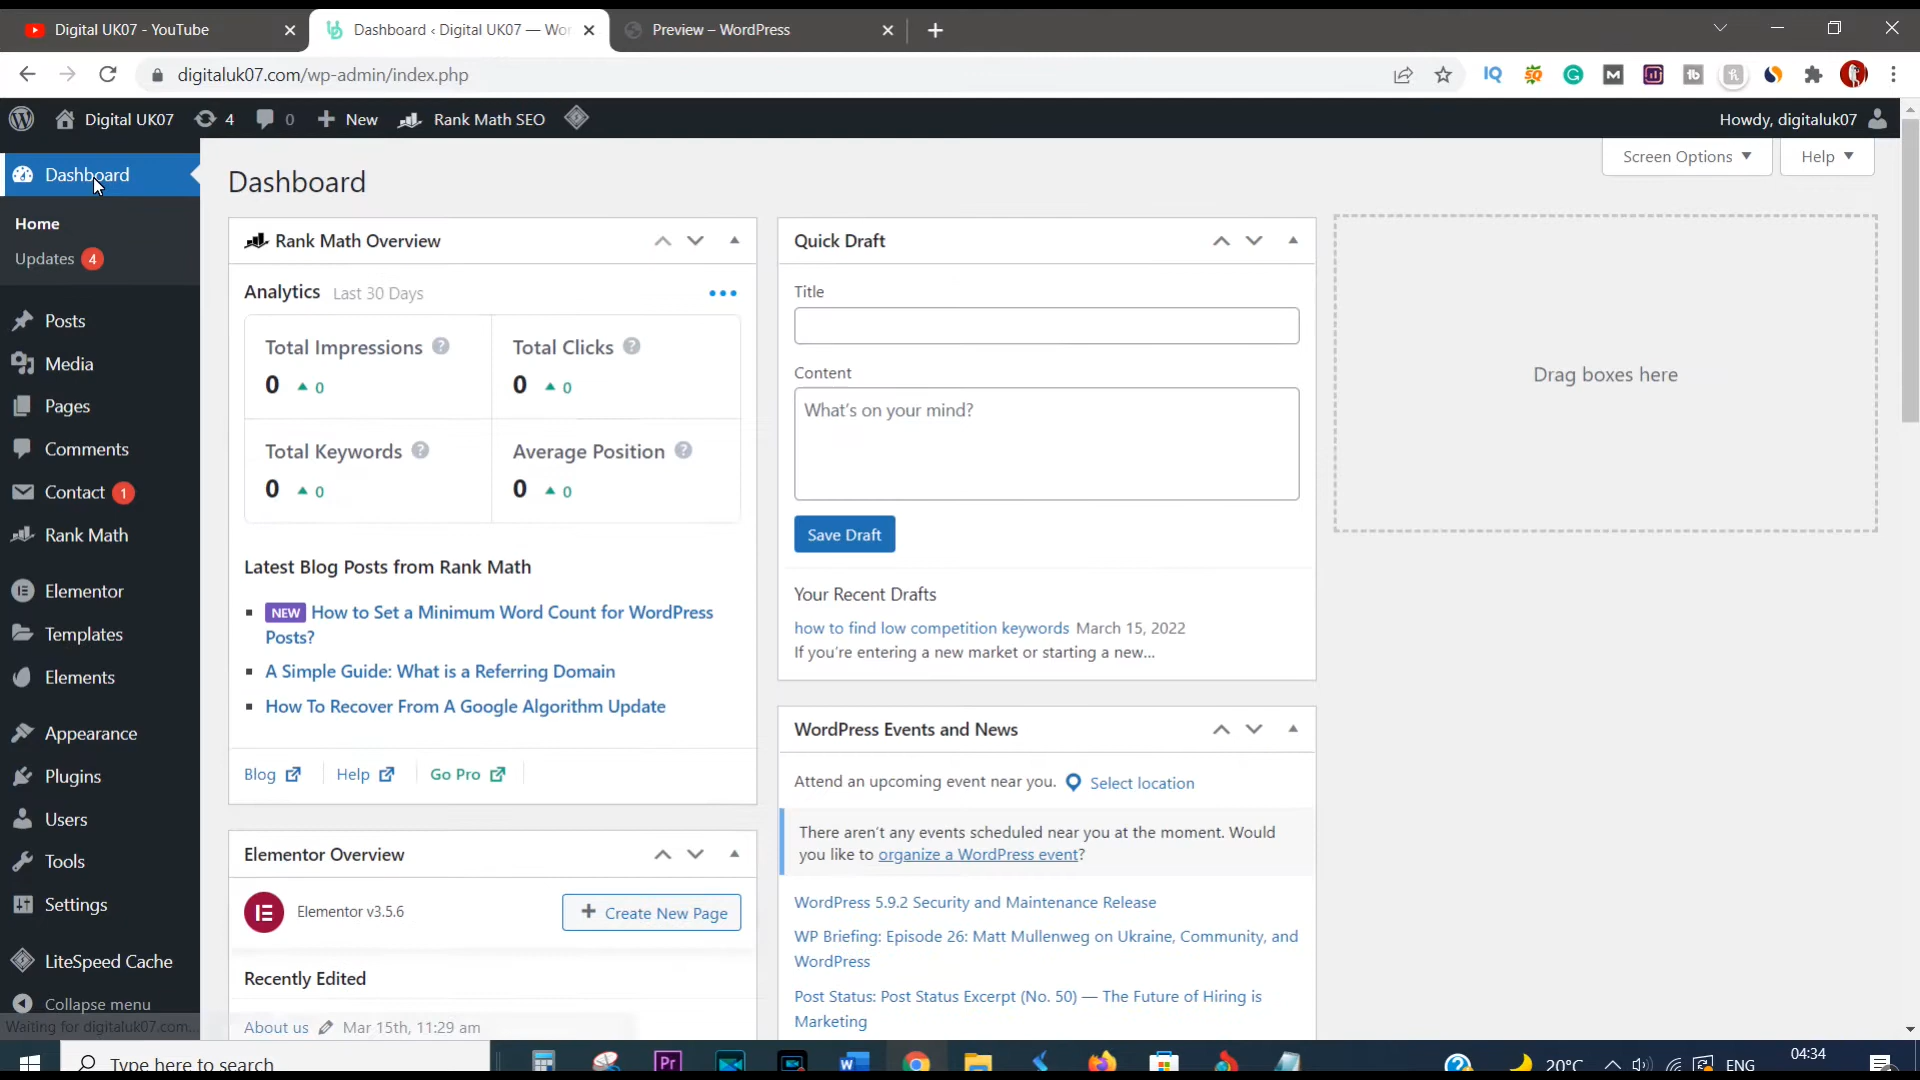 Digital UK07 - YouTube
Dashboard ‹ Digital UK07 — Wor
Preview – WordPress
digitaluk07.com/wp-admin/index.php
Digital UK07
4
0
New
Rank Math SEO
Howdy, digitaluk07
Dashboard
Home
Updates 4
Posts
Media
Pages
Comments
Contact 1
Rank Math
Elementor
Templates
Elements
Appearance
Plugins
Users
Tools
Settings
LiteSpeed Cache
Collapse menu
Waiting for digitaluk07.com...
Screen Options
Help
Dashboard
Rank Math Overview
Analytics Last 30 Days
Total Impressions
0 0
Total Clicks
0 0
Total Keywords
0 0
Average Position
0 0
Latest Blog Posts from Rank Math
NEW How to Set a Minimum Word Count for WordPress
Posts?
A Simple Guide: What is a Referring Domain
How To Recover From A Google Algorithm Update
Blog
Help
Go Pro
Elementor Overview
Elementor v3.5.6
Create New Page
Recently Edited
About us Mar 15th, 11:29 am
Quick Draft
Title
Content
What's on your mind?
Save Draft
Your Recent Drafts
how to find low competition keywords March 15, 2022
If you're entering a new market or starting a new…
WordPress Events and News
Attend an upcoming event near you. Select location
There aren't any events scheduled near you at the moment. Would
you like to organize a WordPress event?
WordPress 5.9.2 Security and Maintenance Release
WP Briefing: Episode 26: Matt Mullenweg on Ukraine, Community, and
WordPress
Post Status: Post Status Excerpt (No. 50) — The Future of Hiring is
Marketing
Drag boxes here
Type here to search
20°C
ENG
04:34